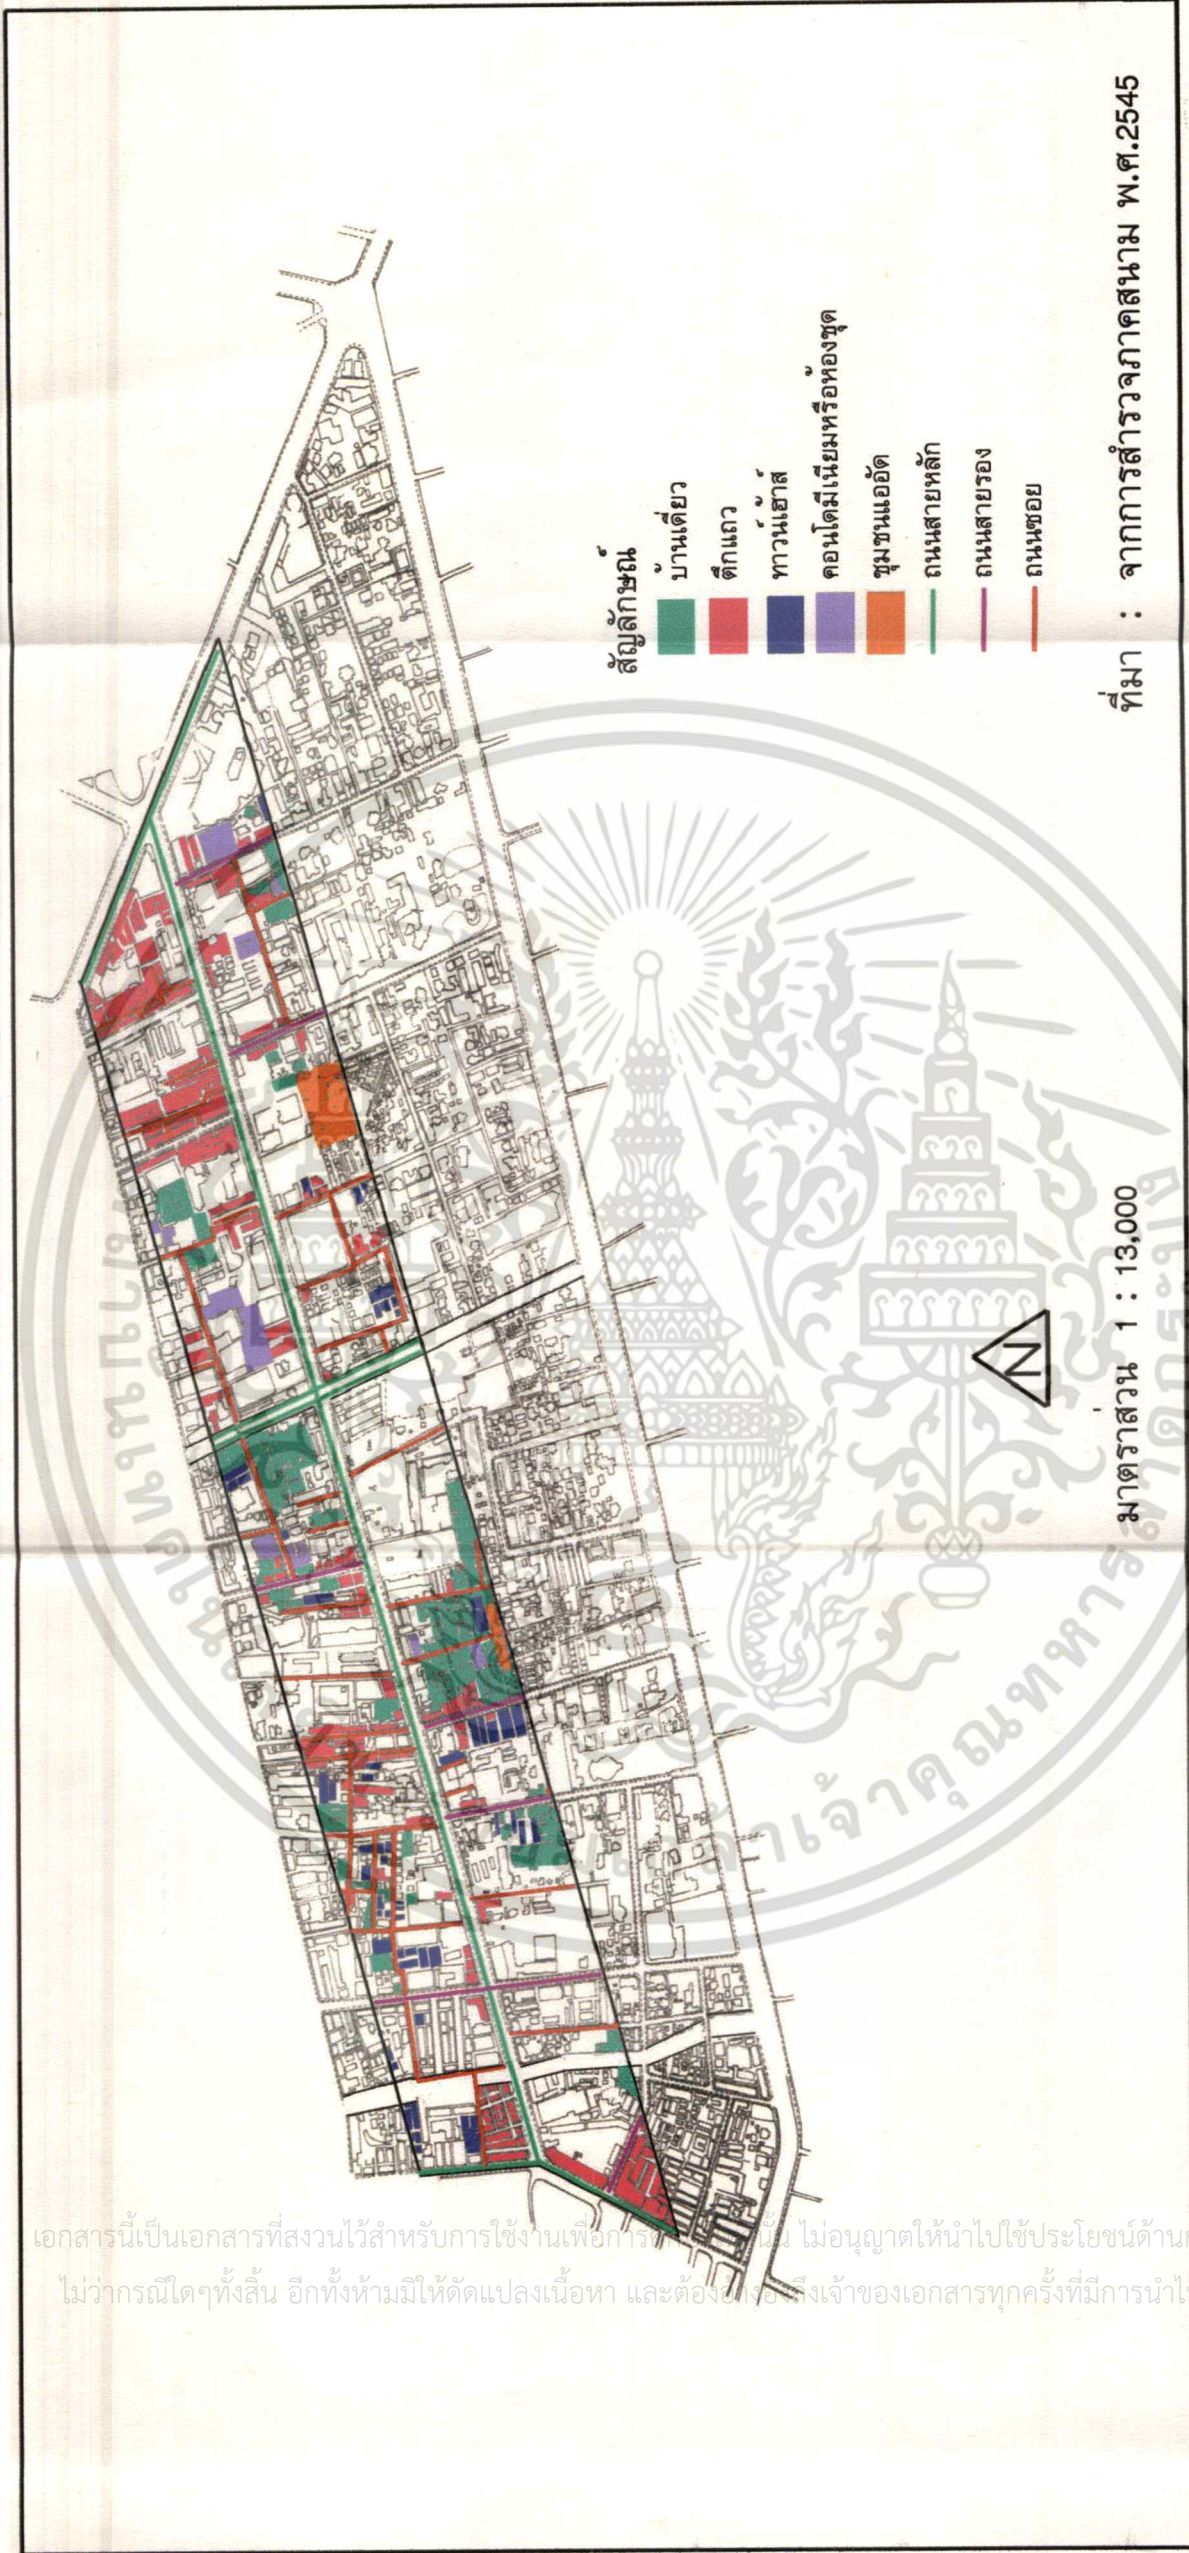 สัญลักษณ์
บ้านเดี่ยว
ตึกแถว
ทาวน์เฮ้าส์
คอนโดมีเนียมหรือห้องชุด
ชุมชนแออัด
ถนนสายหลัก
ถนนสายรอง
ถนนซอย
N
มาตราส่วน 1 : 13,000
ที่มา : จากการสำรวจภาคสนาม พ.ศ.2545
เอกสารนี้เป็นเอกสารที่สงวนไว้สำหรับการใช้งานเพื่อการ นั้น ไม่อนุญาตให้นำไปใช้ประโยชน์ด้าน
ไม่ว่ากรณีใดๆทั้งสิ้น อีกทั้งห้ามมิให้ดัดแปลงเนื้อหา และต้อง ถึงเจ้าของเอกสารทุกครั้งที่มีการนำ